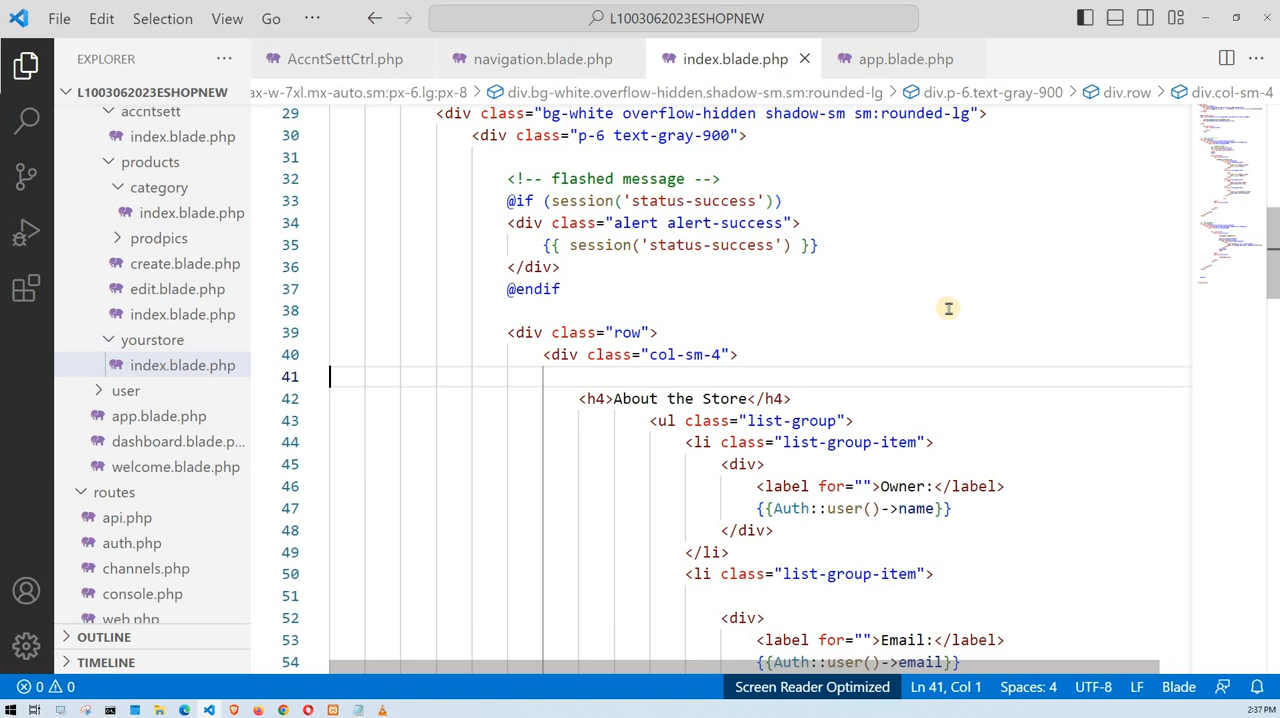 File Edit Selection View Go ··· L1003062023ESHOPNEW
EXPLORER ···
AccntSettCtrl.php navigation.blade.php index.blade.php app.blade.php ···
L1003062023ESHOPNEW
ax-w-7xl.mx-auto.sm:px-6.lg:px-8 > div.bg-white.overflow-hidden.shadow-sm.sm:rounded-lg > div.p-6.text-gray-900 > div.row > div.col-sm-4
accntsett
index.blade.php
products
category
index.blade.php
prodpics
create.blade.php
edit.blade.php
index.blade.php
yourstore
index.blade.php
user
app.blade.php
dashboard.blade.p...
welcome.blade.php
routes
api.php
auth.php
channels.php
console.php
web.php
OUTLINE
TIMELINE
29 <div class="bg-white overflow-hidden shadow-sm sm:rounded-lg">
30 <div class="p-6 text-gray-900">
31
32 <!-- flashed message -->
33 @if (session('status-success'))
34 <div class="alert alert-success">
35 {{ session('status-success') }}
36 </div>
37 @endif
38
39 <div class="row">
40 <div class="col-sm-4">
41
42 <h4>About the Store</h4>
43 <ul class="list-group">
44 <li class="list-group-item">
45 <div>
46 <label for="">Owner:</label>
47 {{Auth::user()->name}}
48 </div>
49 </li>
50 <li class="list-group-item">
51
52 <div>
53 <label for="">Email:</label>
54 {{Auth::user()->email}}
0 0 Screen Reader Optimized Ln 41, Col 1 Spaces: 4 UTF-8 LF Blade
2:37 PM